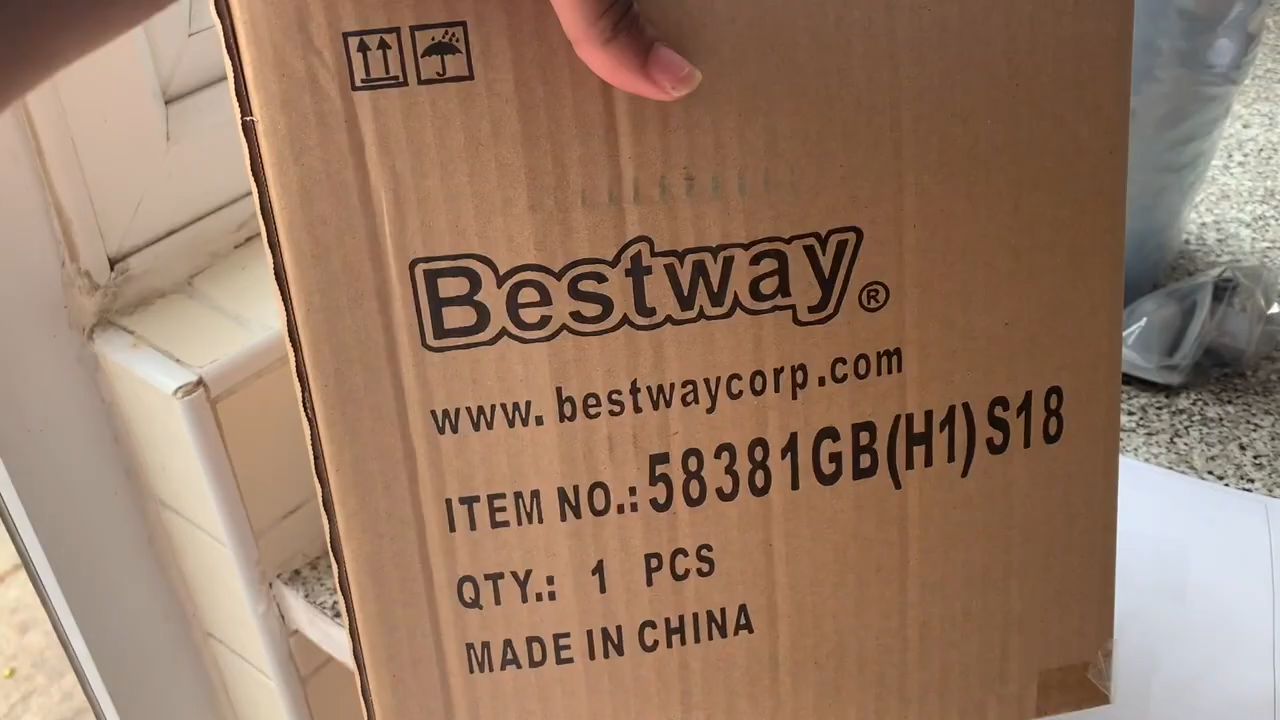 Bestway®
www.bestwaycorp.com
ITEM NO.: 58381GB(H1)S18
QTY.: 1 PCS
MADE IN CHINA